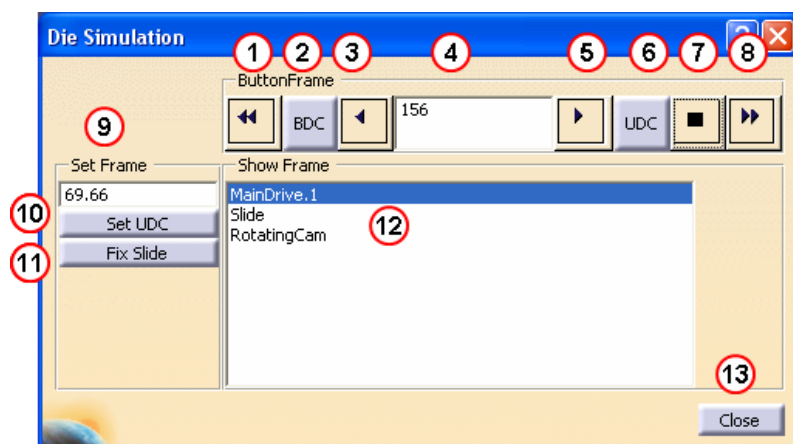 Die Simulation
1 2 3 4 5 6 7 8
ButtonFrame
BDC 156 UDC
9
Set Frame Show Frame
69.66 MainDrive.1
10 Set UDC Slide
RotatingCam 12
11 Fix Slide
13
Close